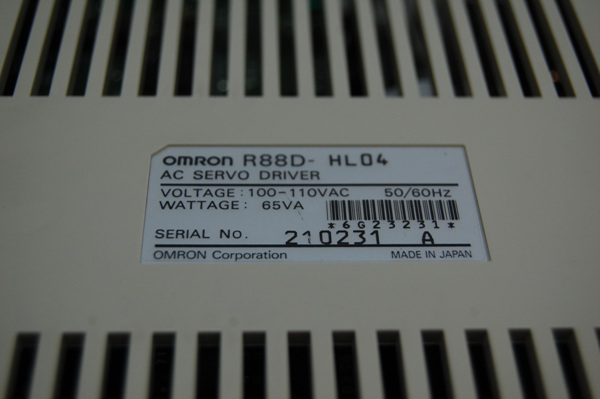 OMRON R88D- HL04
AC SERVO DRIVER
VOLTAGE: 100-110VAC 50/60Hz
WATTAGE: 65VA
*6G23231*
SERIAL No. 210231 A
OMRON Corporation MADE IN JAPAN